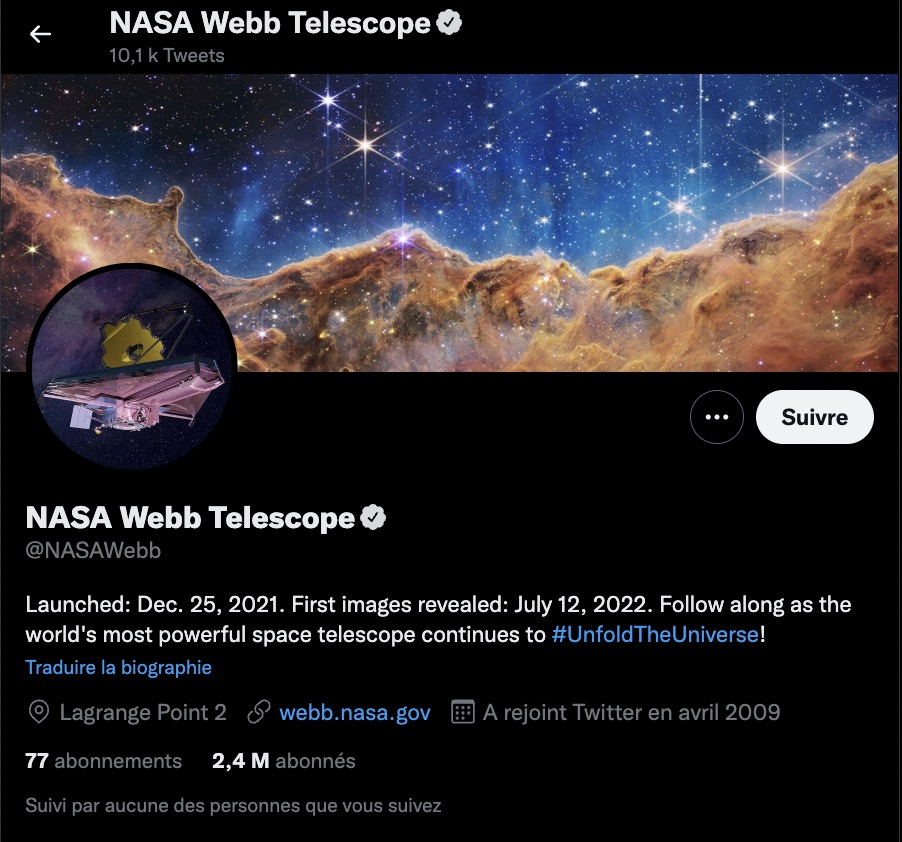 NASA Webb Telescope
10,1 k Tweets
Suivre
NASA Webb Telescope
@NASAWebb
Launched: Dec. 25, 2021. First images revealed: July 12, 2022. Follow along as the
world's most powerful space telescope continues to #UnfoldTheUniverse!
Traduire la biographie
Lagrange Point 2 webb.nasa.gov A rejoint Twitter en avril 2009
77 abonnements 2,4 M abonnés
Suivi par aucune des personnes que vous suivez